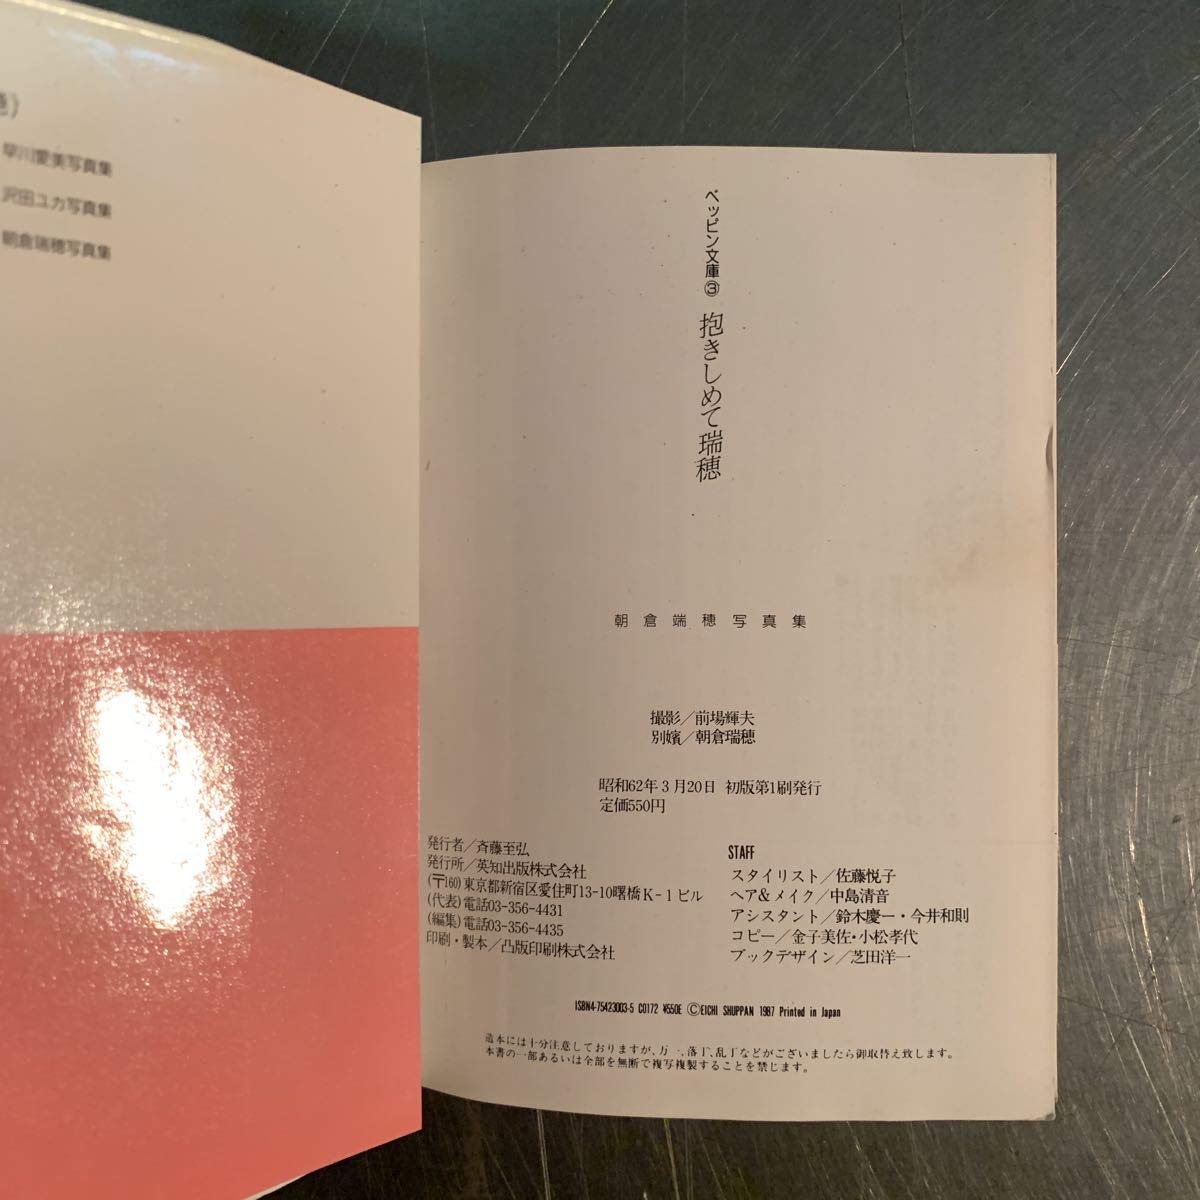 早川愛美写真集
沢田ユカ写真集
朝倉端穂写真集
ベッピン文庫③ 抱きしめて瑞穂
朝倉端穂写真集
撮影／前場輝夫
別嬪／朝倉瑞穂
昭和62年3月20日 初版第1刷発行
定価550円
発行者／斉藤至弘
発行所／英知出版株式会社
(〒160)東京都新宿区愛住町13-10曙橋K-1ビル
(代表)電話03-356-4431
(編集)電話03-356-4435
印刷・製本／凸版印刷株式会社
STAFF
スタイリスト／佐藤悦子
ヘア&メイク／中島清音
アシスタント／鈴木慶一・今井和則
コピー／金子美佐・小松孝代
ブックデザイン／芝田洋一
ISBN4-75423003-5 C0172 ¥550E ©EICHI SHUPPAN 1987 Printed in Japan
造本には十分注意しておりますが、万一、落丁、乱丁などがございましたら御取替え致します。
本書の一部あるいは全部を無断で複写複製することを禁じます。